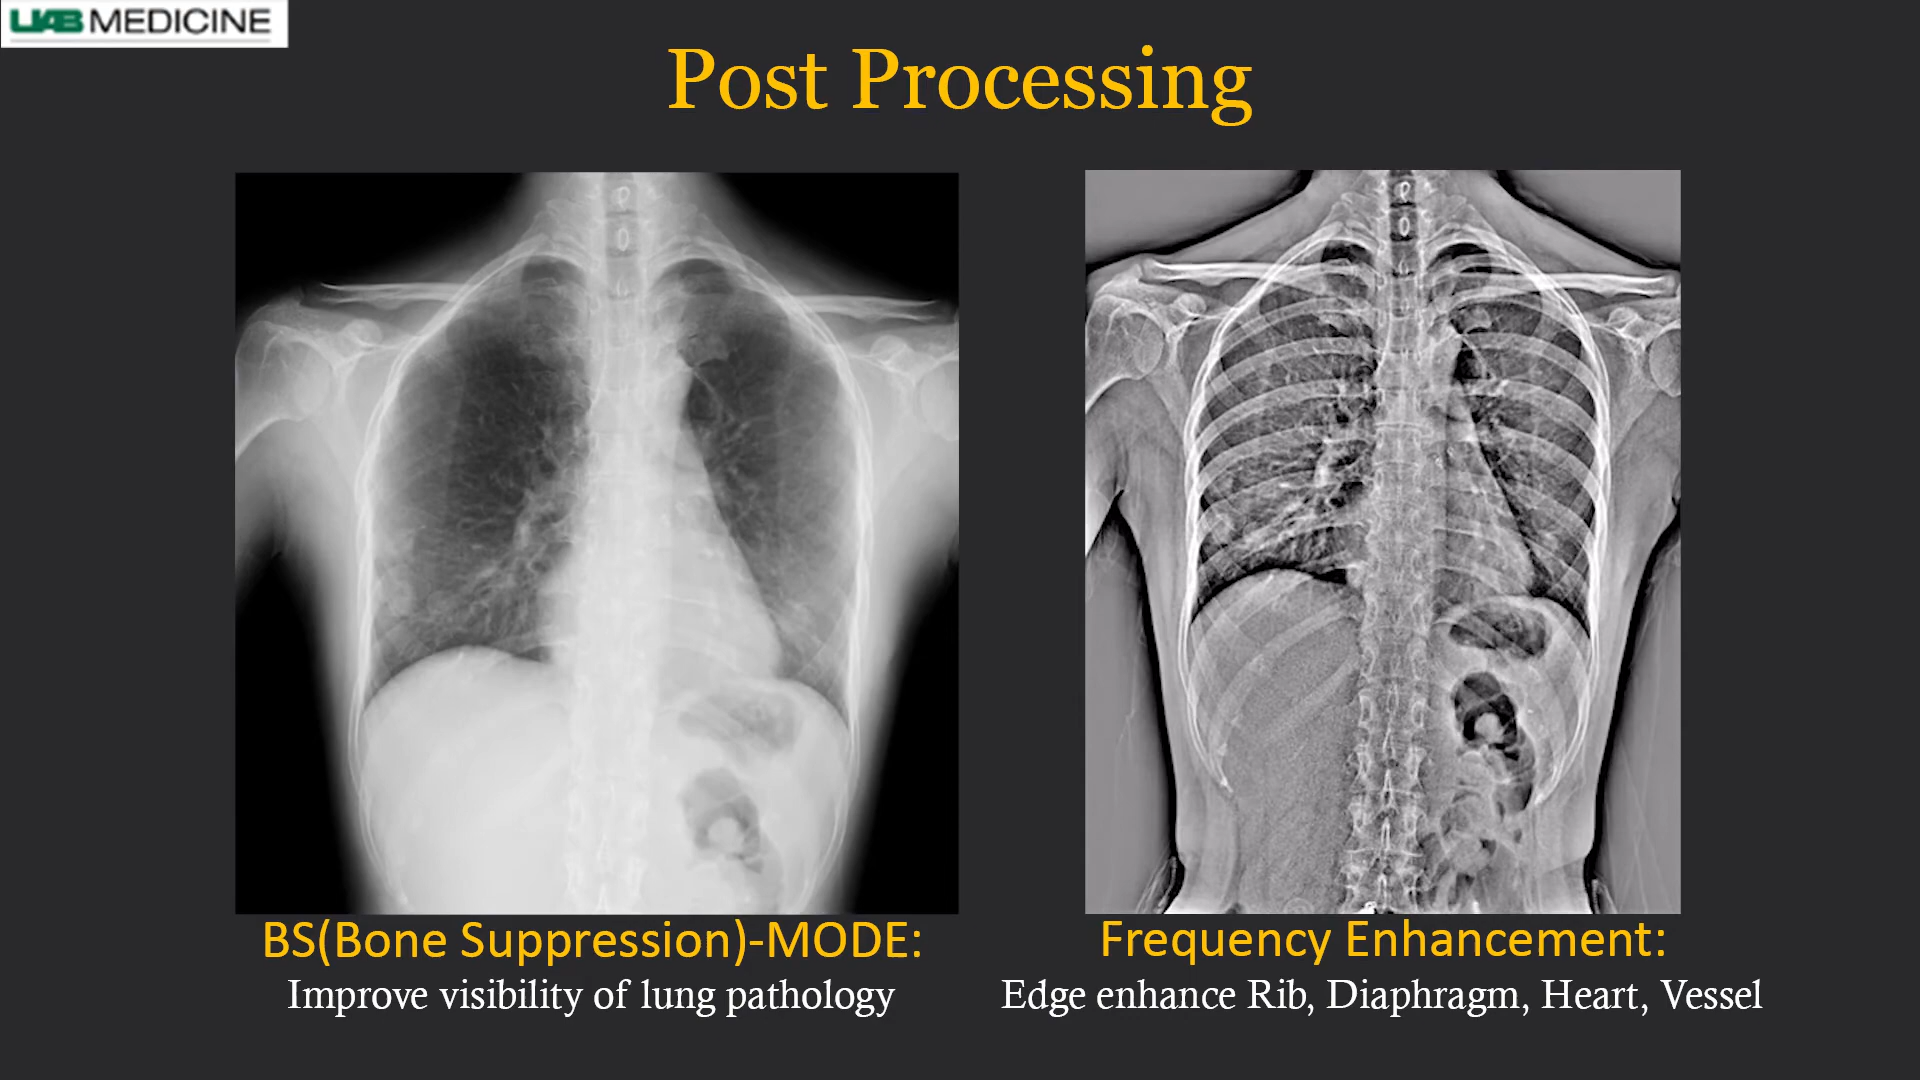 UAB MEDICINE
Post Processing
BS(Bone Suppression)-MODE:
Improve visibility of lung pathology
Frequency Enhancement:
Edge enhance Rib, Diaphragm, Heart, Vessel